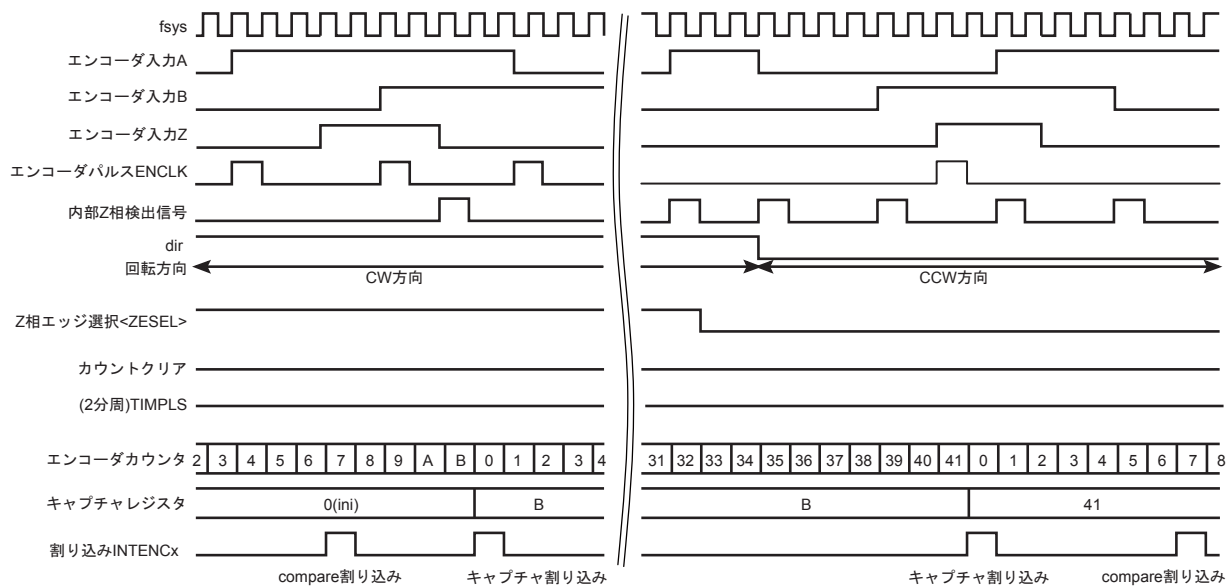 fsys
エンコーダ入力A
エンコーダ入力B
エンコーダ入力Z
エンコーダパルスENCLK
内部Z相検出信号
dir
回転方向
CW方向
CCW方向
Z相エッジ選択<ZESEL>
カウントクリア
(2分周)TIMPLS
エンコーダカウンタ 2 3 4 5 6 7 8 9 A B 0 1 2 3 4 31 32 33 34 35 36 37 38 39 40 41 0 1 2 3 4 5 6 7 8
キャプチャレジスタ 0(ini) B B 41
割り込みINTENCx
compare割り込み キャプチャ割り込み キャプチャ割り込み compare割り込み